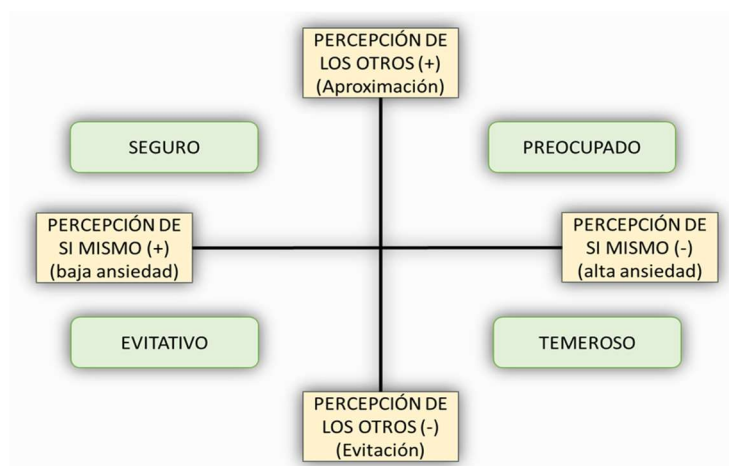 PERCEPCIÓN DE
LOS OTROS (+)
(Aproximación)
SEGURO
PREOCUPADO
PERCEPCIÓN DE
SI MISMO (+)
(baja ansiedad)
PERCEPCIÓN DE
SI MISMO (-)
(alta ansiedad)
EVITATIVO
TEMEROSO
PERCEPCIÓN DE
LOS OTROS (-)
(Evitación)